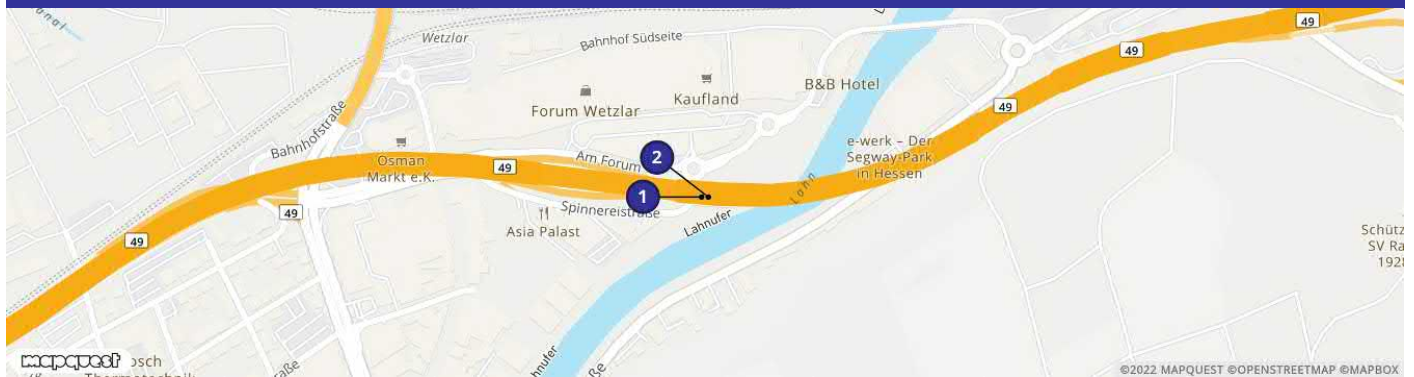 49
Wetzlar
Bahnhof Südseite
49
B&B Hotel
Kaufland
Forum Wetzlar
49
Bahnhofstraße
e-werk – Der
Segway-Park
in Hessen
Osman
Markt e.K.
49
Am Forum
2
1
Lahn
Spinnereistraße
49
Lahnufer
Asia Palast
49
Schütz
SV Ra
1928
mapquest
osch
©2022 MAPQUEST ©OPENSTREETMAP ©MAPBOX